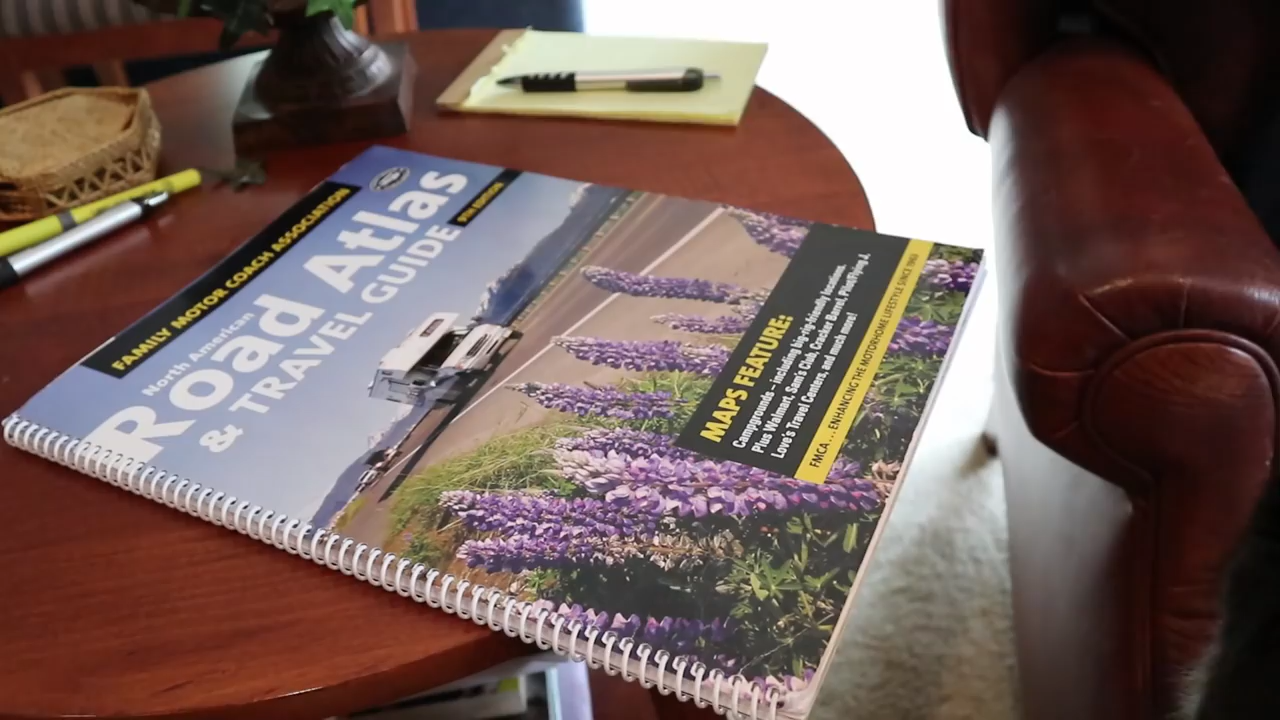 FAMILY MOTOR COACH ASSOCIATION
North American
Road Atlas
& TRAVEL GUIDE
9TH EDITION
MAPS FEATURE:
Campgrounds – including big-rig-friendly locations.
Plus Walmart, Sam's Club, Cracker Barrel, Pilot/Flying J,
Love's Travel Centers, and much more!
FMCA... ENHANCING THE MOTORHOME LIFESTYLE SINCE 1963